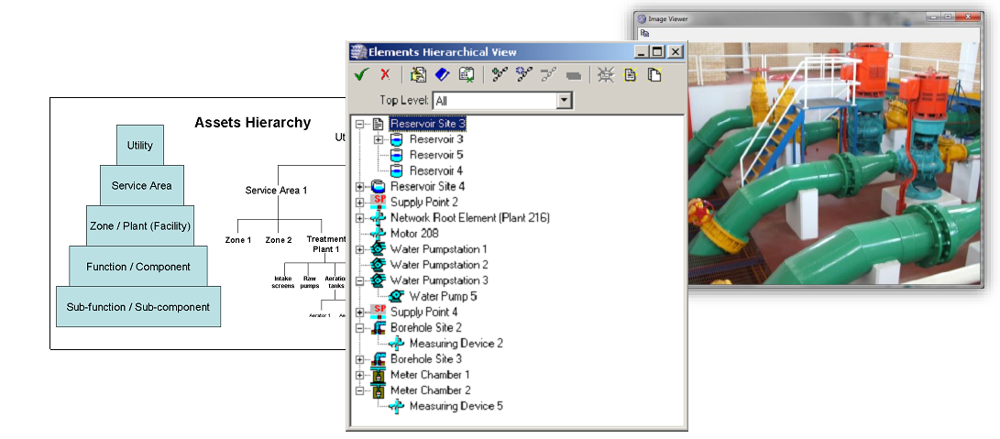 Image Viewer
Elements Hierarchical View
Top Level: All
Reservoir Site 3
Reservoir 3
Reservoir 5
Reservoir 4
Reservoir Site 4
SP Supply Point 2
Network Root Element (Plant 216)
Motor 208
Water Pumpstation 1
Water Pumpstation 2
Water Pumpstation 3
Water Pump 5
SP Supply Point 4
Borehole Site 2
Measuring Device 2
Borehole Site 3
Meter Chamber 1
Meter Chamber 2
Measuring Device 5
Assets Hierarchy
Utility
Service Area
Zone / Plant (Facility)
Function / Component
Sub-function / Sub-component
Ut
Service Area 1
Zone 1
Zone 2
Treatment
Plant 1
Intake
screens
Raw
pumps
Aeration
tanks
Aerator 1
Ae